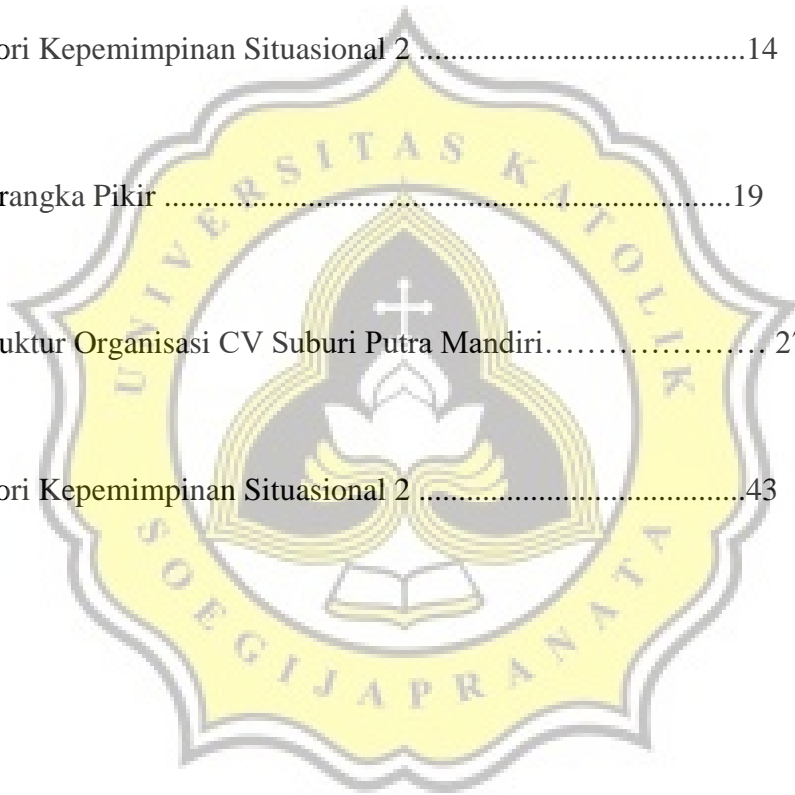 ori Kepemimpinan Situasional 2 ...................................14
rangka Pikir .............................................................19
uktur Organisasi CV Suburi Putra Mandiri…………………. 27
ori Kepemimpinan Situasional 2 ...................................43
UNIVERSITAS KATOLIK
SOEGIJAPRANATA